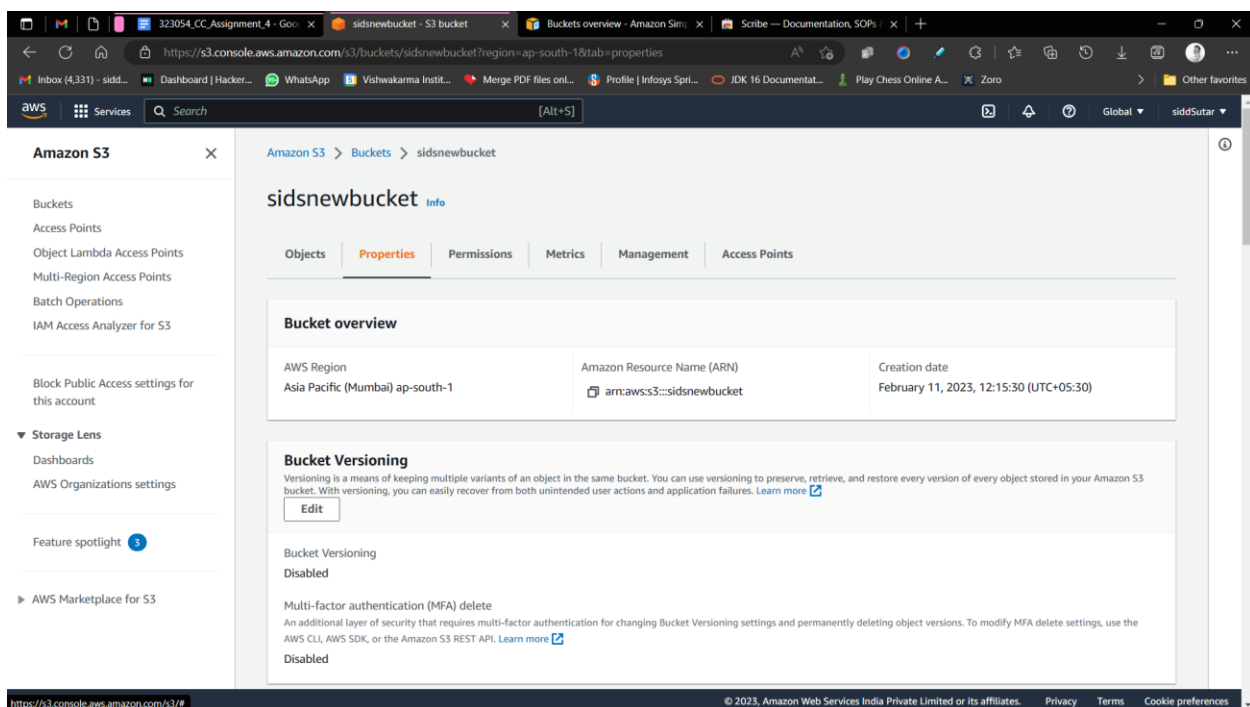 323054_CC_Assignment_4 - Goo
sidsnewbucket - S3 bucket
Buckets overview - Amazon Sim
Scribe — Documentation, SOPs
https://s3.console.aws.amazon.com/s3/buckets/sidsnewbucket?region=ap-south-1&tab=properties
Inbox (4,331) - sidd... Dashboard | Hacker... WhatsApp Vishwakarma Instit... Merge PDF files onl... Profile | Infosys Spri... JDK 16 Documentat... Play Chess Online A... Zoro Other favorites
aws Services Search [Alt+S] Global siddSutar
Amazon S3
Buckets
Access Points
Object Lambda Access Points
Multi-Region Access Points
Batch Operations
IAM Access Analyzer for S3
Block Public Access settings for
this account
Storage Lens
Dashboards
AWS Organizations settings
Feature spotlight 3
AWS Marketplace for S3
Amazon S3 > Buckets > sidsnewbucket
sidsnewbucket Info
Objects Properties Permissions Metrics Management Access Points
Bucket overview
AWS Region
Asia Pacific (Mumbai) ap-south-1
Amazon Resource Name (ARN)
arn:aws:s3:::sidsnewbucket
Creation date
February 11, 2023, 12:15:30 (UTC+05:30)
Bucket Versioning
Versioning is a means of keeping multiple variants of an object in the same bucket. You can use versioning to preserve, retrieve, and restore every version of every object stored in your Amazon S3
bucket. With versioning, you can easily recover from both unintended user actions and application failures. Learn more
Edit
Bucket Versioning
Disabled
Multi-factor authentication (MFA) delete
An additional layer of security that requires multi-factor authentication for changing Bucket Versioning settings and permanently deleting object versions. To modify MFA delete settings, use the
AWS CLI, AWS SDK, or the Amazon S3 REST API. Learn more
Disabled
https://s3.console.aws.amazon.com/s3/#
© 2023, Amazon Web Services India Private Limited or its affiliates. Privacy Terms Cookie preferences